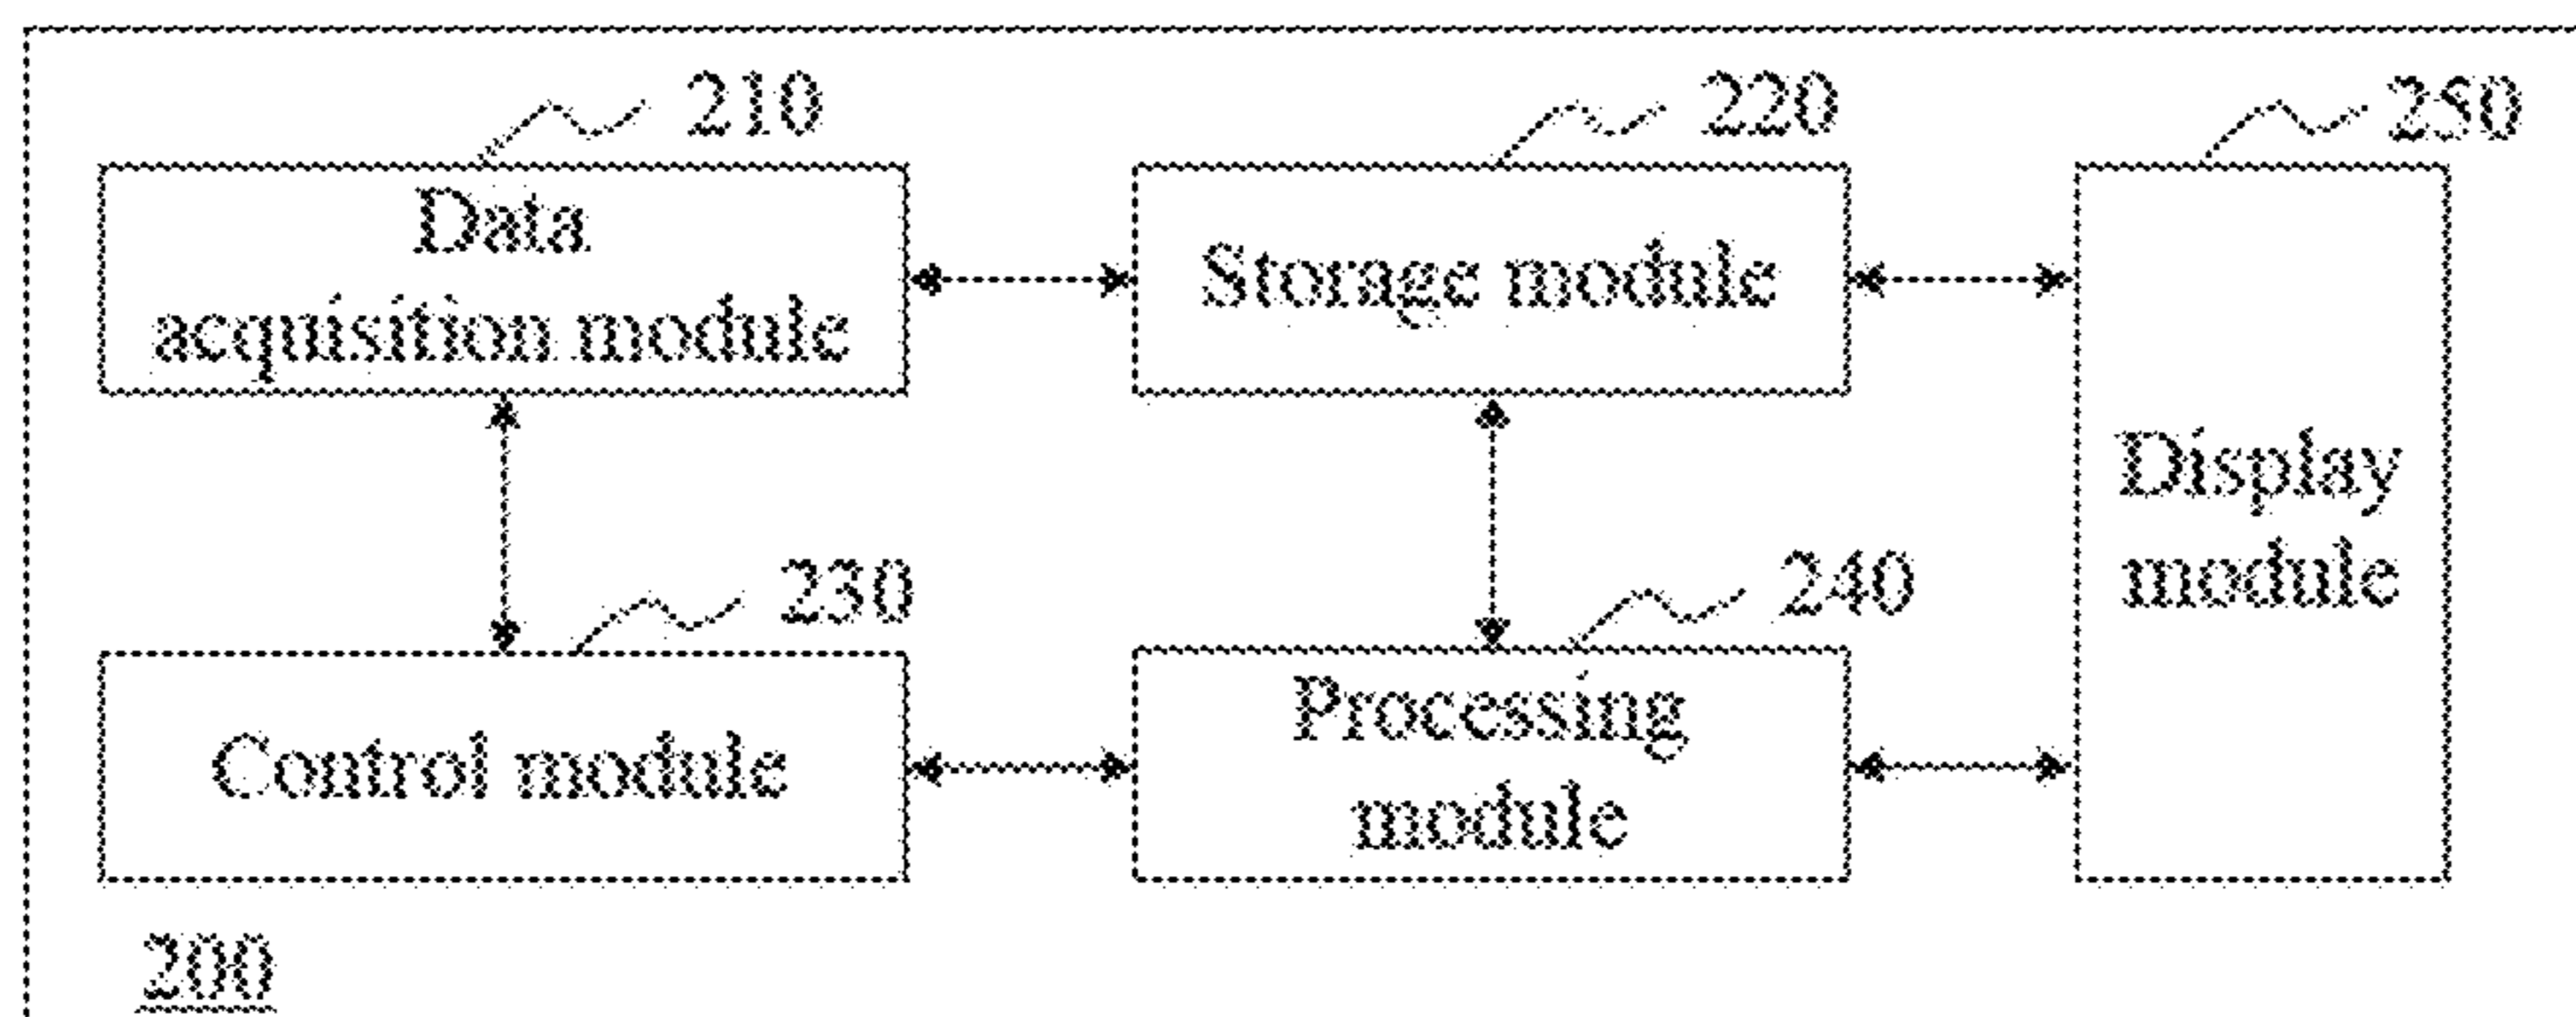 210
220
250
Data
acquisition module
Storage module
Display
module
230
240
Control module
Processing
module
200